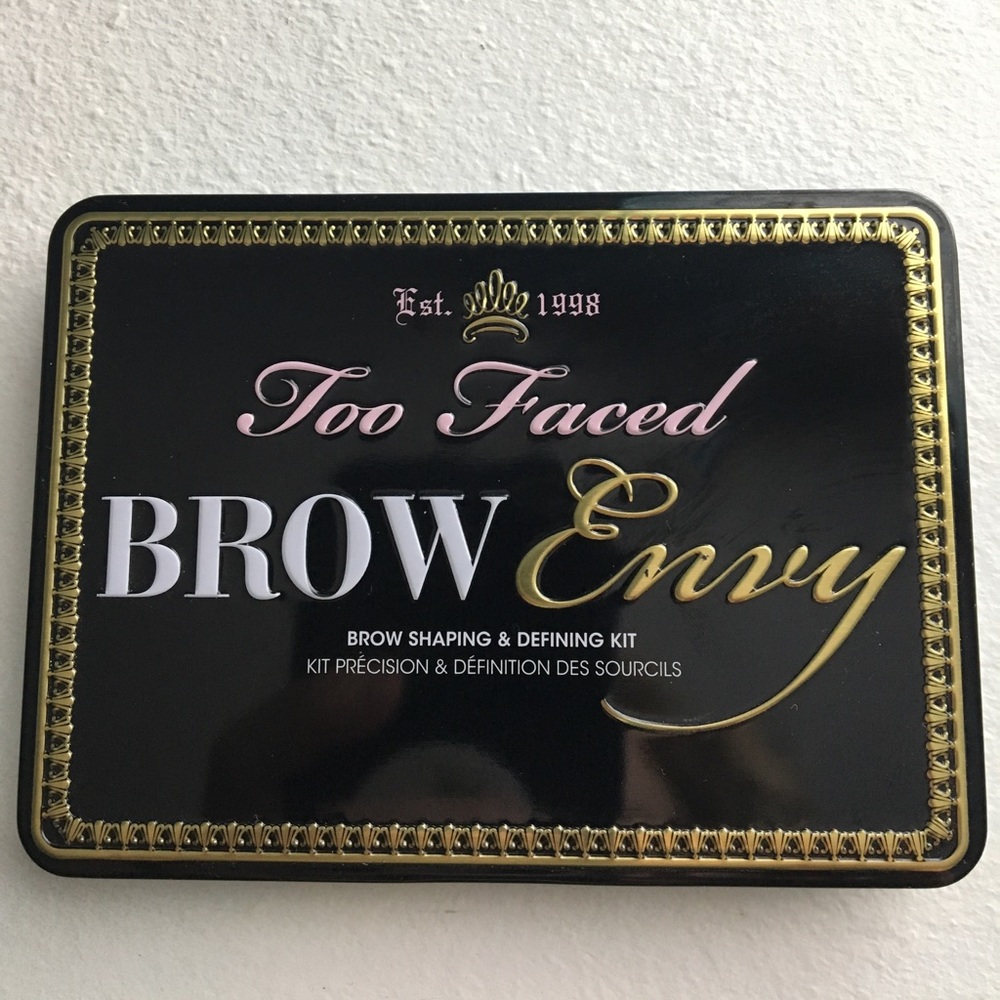 Est. 1998
Too Faced
BROW Envy
BROW SHAPING & DEFINING KIT
KIT PRÉCISION & DÉFINITION DES SOURCILS